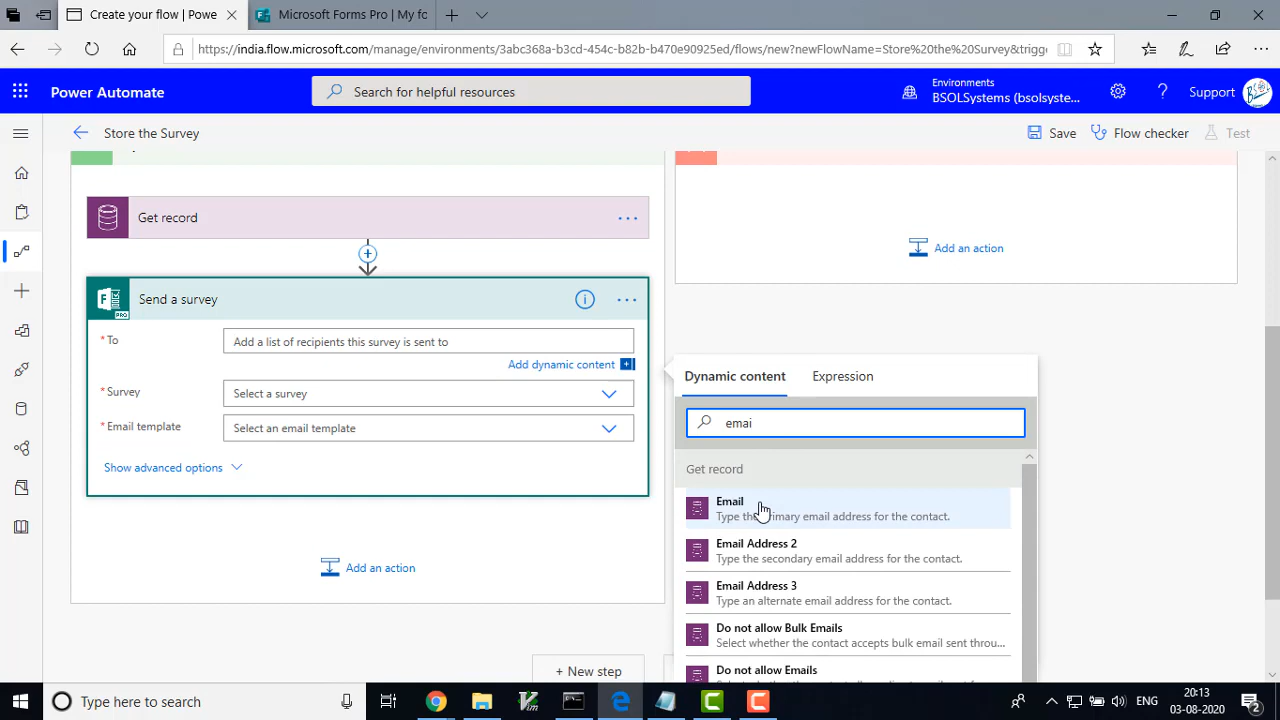 Create your flow | Powe
Microsoft Forms Pro | My fo
https://india.flow.microsoft.com/manage/environments/3abc368a-b3cd-454c-b82b-b470e90925ed/flows/new?newFlowName=Store%20the%20Survey&trigge
Power Automate
Search for helpful resources
Environments
BSOLSystems (bsolsyste...
Support
Store the Survey
Save
Flow checker
Test
Get record
Add an action
Send a survey
PRO
* To
Add a list of recipients this survey is sent to
Add dynamic content
* Survey
Select a survey
* Email template
Select an email template
Show advanced options
Add an action
+ New step
Dynamic content
Expression
emai
Get record
Email
Type the primary email address for the contact.
Email Address 2
Type the secondary email address for the contact.
Email Address 3
Type an alternate email address for the contact.
Do not allow Bulk Emails
Select whether the contact accepts bulk email sent throu...
Do not allow Emails
Type here to search
ENG
20:13
03-08-2020
2